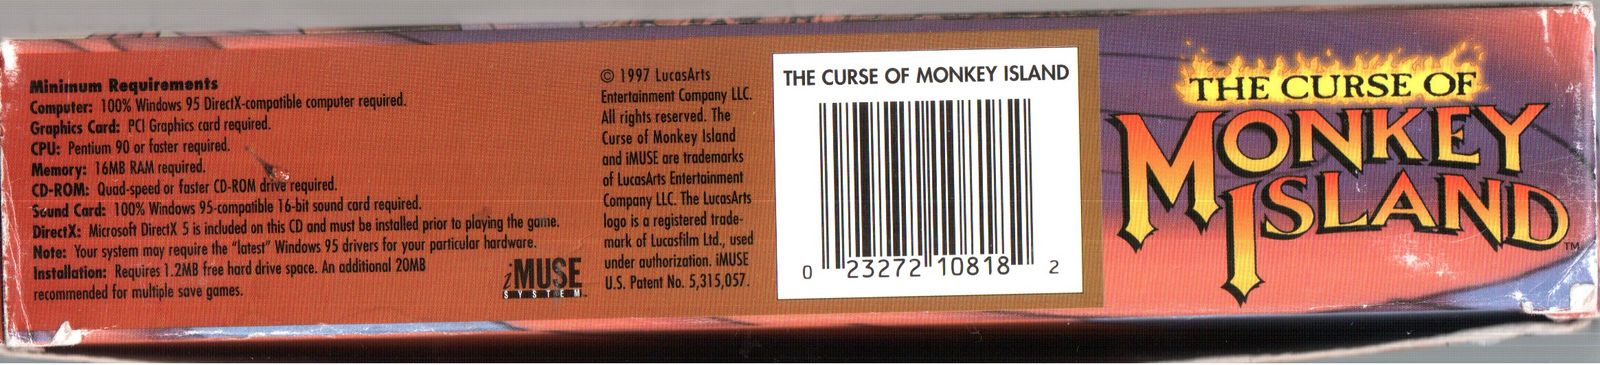 Minimum Requirements
Computer: 100% Windows 95 DirectX-compatible computer required.
Graphics Card: PCI Graphics card required.
CPU: Pentium 90 or faster required.
Memory: 16MB RAM required.
CD-ROM: Quad-speed or faster CD-ROM drive required.
Sound Card: 100% Windows 95-compatible 16-bit sound card required.
DirectX: Microsoft DirectX 5 is included on this CD and must be installed prior to playing the game.
Note: Your system may require the "latest" Windows 95 drivers for your particular hardware.
Installation: Requires 1.2MB free hard drive space. An additional 20MB
recommended for multiple save games.
iMUSE
SYSTEM™
© 1997 LucasArts
Entertainment Company LLC.
All rights reserved. The
Curse of Monkey Island
and iMUSE are trademarks
of LucasArts Entertainment
Company LLC. The LucasArts
logo is a registered trade-
mark of Lucasfilm Ltd., used
under authorization. iMUSE
U.S. Patent No. 5,315,057.
THE CURSE OF MONKEY ISLAND
0 23272 10818 2
THE CURSE OF
MONKEY
ISLAND™